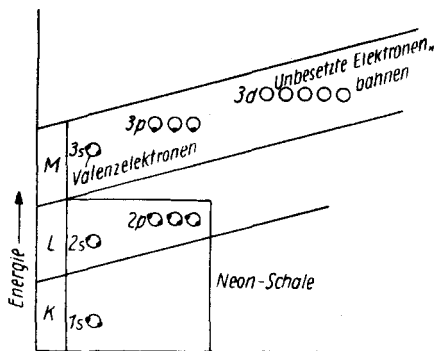 Unbesetzte Elektronen„
bahnen
3d
3p
3s
Valenzelektronen
M
2p
L
2s
Neon-Schale
K
1s
Energie